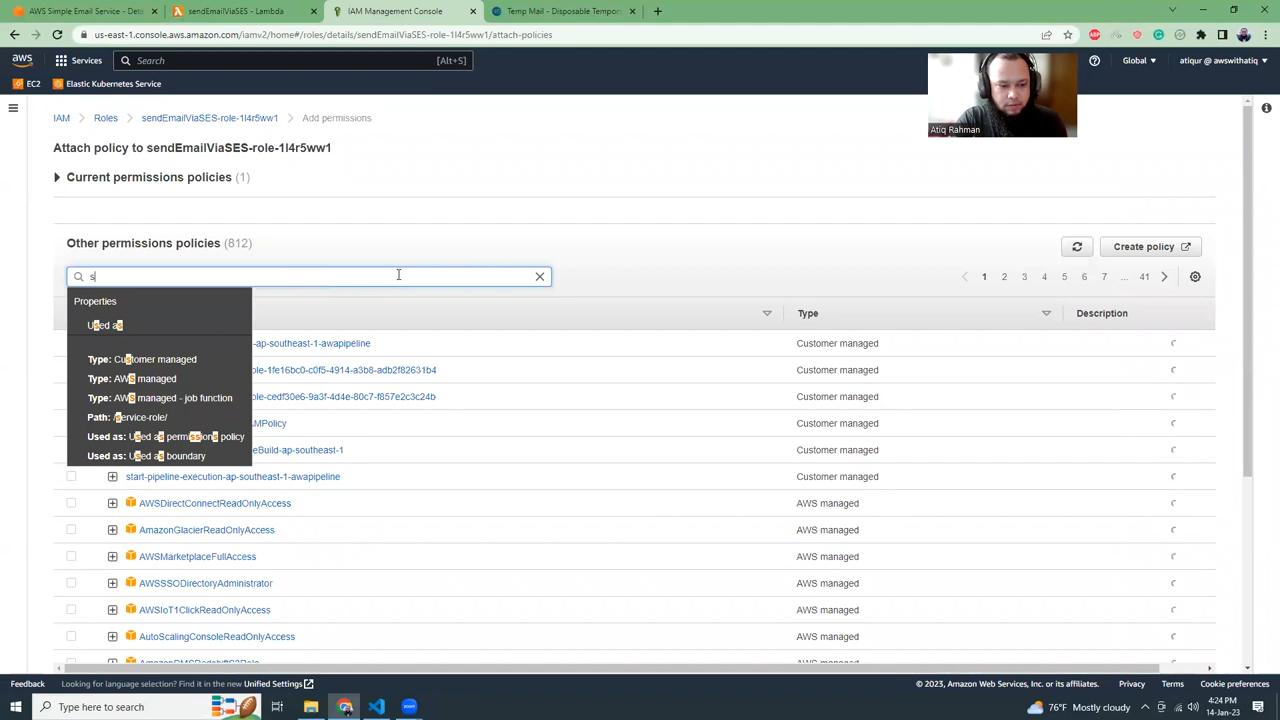 AWS Simple Email Service - Deta
sendEmailViaSES - Lambda
IAM Management Console
Temp Mail - Disposable Tempora
us-east-1.console.aws.amazon.com/iamv2/home#/roles/details/sendEmailViaSES-role-1l4r5ww1/attach-policies
aws
Services
Search
[Alt+S]
Global
atiqur @ awswithatiq
EC2
Elastic Kubernetes Service
Atiq Rahman
IAM
Roles
sendEmailViaSES-role-1l4r5ww1
Add permissions
Attach policy to sendEmailViaSES-role-1l4r5ww1
Current permissions policies (1)
Other permissions policies (812)
Create policy
s
1 2 3 4 5 6 7 ... 41
Properties
Used as
Type: Customer managed
Type: AWS managed
Type: AWS managed - job function
Path: /service-role/
Used as: Used as permissions policy
Used as: Used as boundary
Type
Description
-ap-southeast-1-awapipeline
Customer managed
ole-1fe16bc0-c0f5-4914-a3b8-adb2f82631b4
Customer managed
ole-cedf30e6-9a3f-4d4e-80c7-f857e2c3c24b
Customer managed
AMPolicy
Customer managed
eBuild-ap-southeast-1
Customer managed
start-pipeline-execution-ap-southeast-1-awapipeline
Customer managed
AWSDirectConnectReadOnlyAccess
AWS managed
AmazonGlacierReadOnlyAccess
AWS managed
AWSMarketplaceFullAccess
AWS managed
AWSSSODirectoryAdministrator
AWS managed
AWSIoT1ClickReadOnlyAccess
AWS managed
AutoScalingConsoleReadOnlyAccess
AWS managed
AmazonDMSRedshiftS3Role
AWS managed
Feedback
Looking for language selection? Find it in the new Unified Settings
© 2023, Amazon Web Services, Inc. or its affiliates.
Privacy
Terms
Cookie preferences
Type here to search
76°F Mostly cloudy
4:24 PM
14-Jan-23